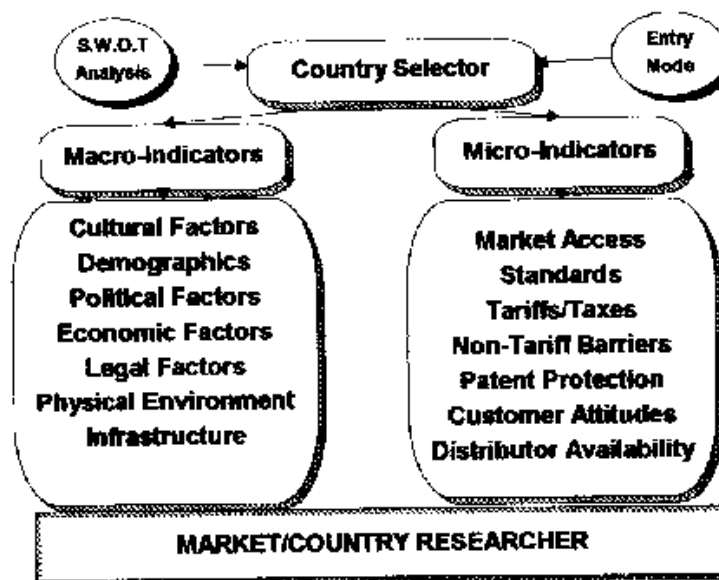 S.W.O.T
Analysis
Country Selector
Entry
Mode
Macro-Indicators
Micro-Indicators
Cultural Factors
Demographics
Political Factors
Economic Factors
Legal Factors
Physical Environment
Infrastructure
Market Access
Standards
Tariffs/Taxes
Non-Tariff Barriers
Patent Protection
Customer Attitudes
Distributor Availability
MARKET/COUNTRY RESEARCHER